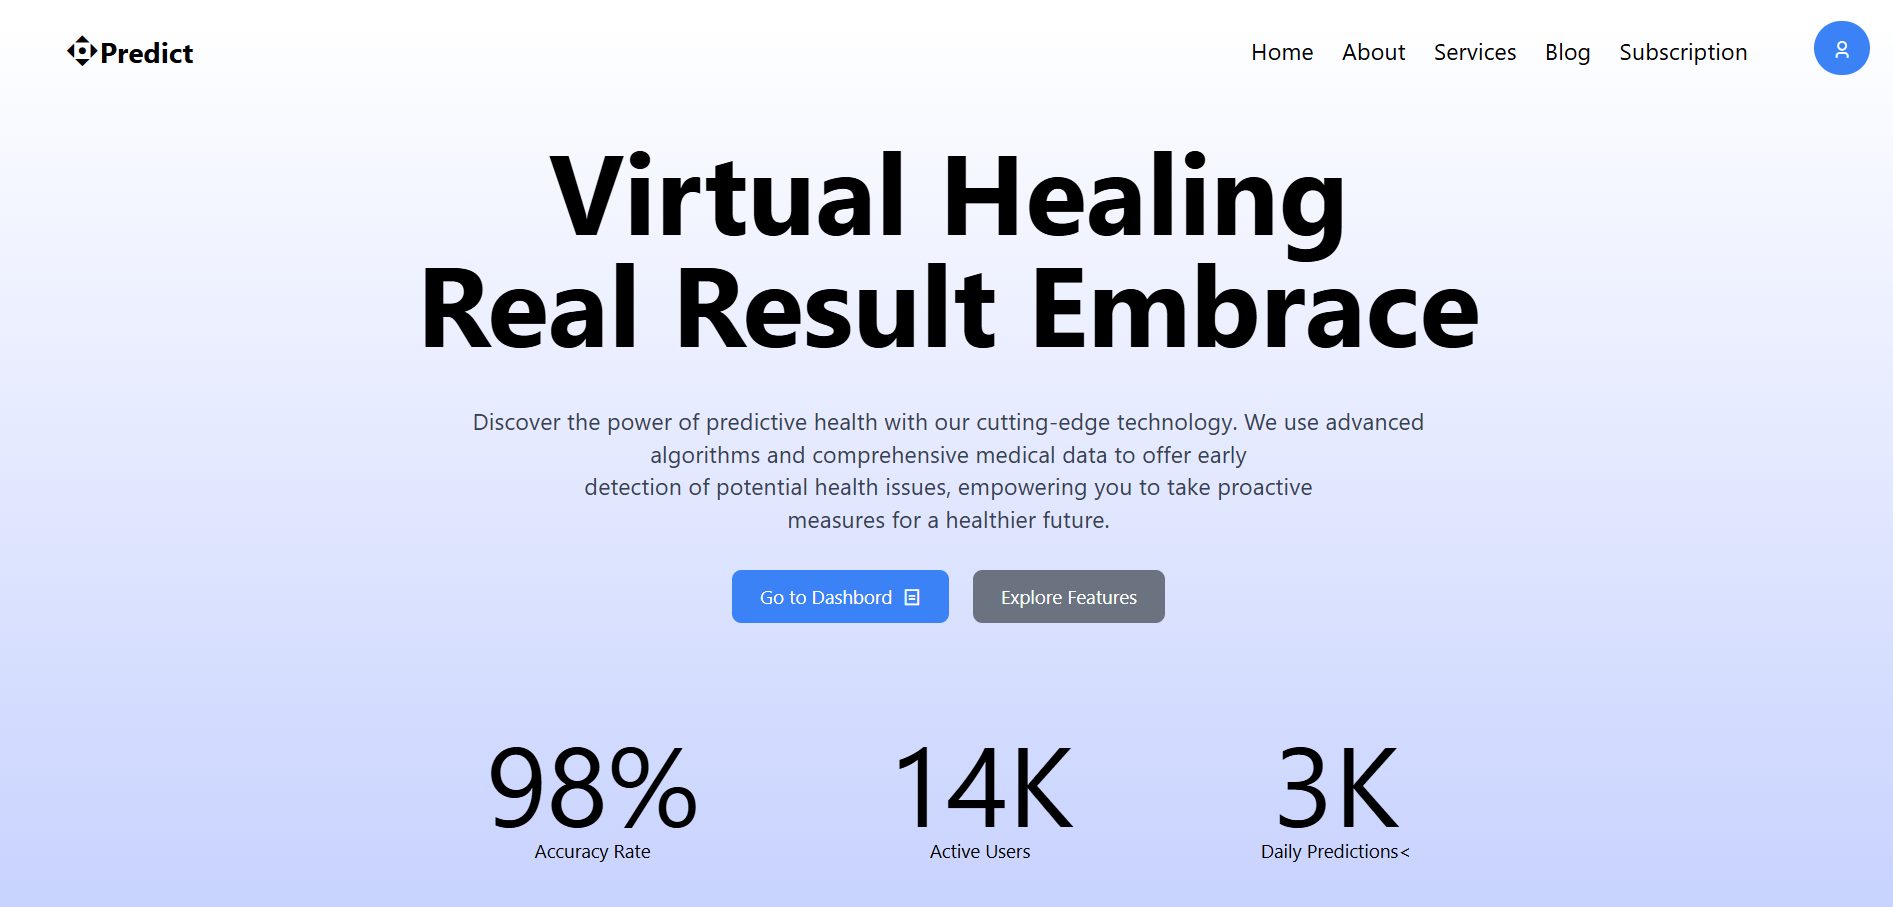 Predict
Home About Services Blog Subscription
Virtual Healing
Real Result Embrace
Discover the power of predictive health with our cutting-edge technology. We use advanced
algorithms and comprehensive medical data to offer early
detection of potential health issues, empowering you to take proactive
measures for a healthier future.
Go to Dashbord
Explore Features
98%
Accuracy Rate
14K
Active Users
3K
Daily Predictions<